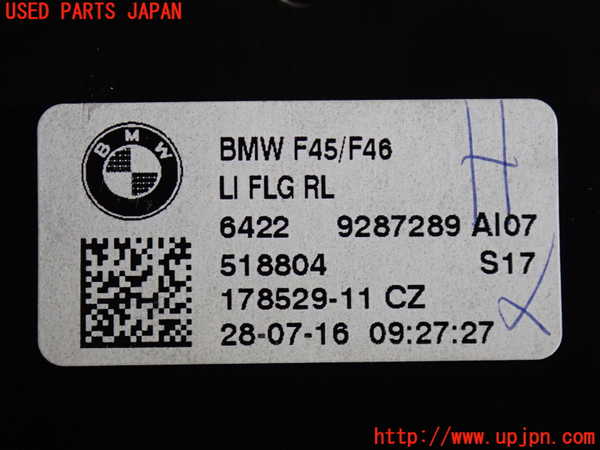 USED PARTS JAPAN
BMW
BMW F45/F46
LI FLG RL
6422 9287289 AI07
518804 S17
178529-11 CZ
28-07-16 09:27:27
http://www.upjpn.com/